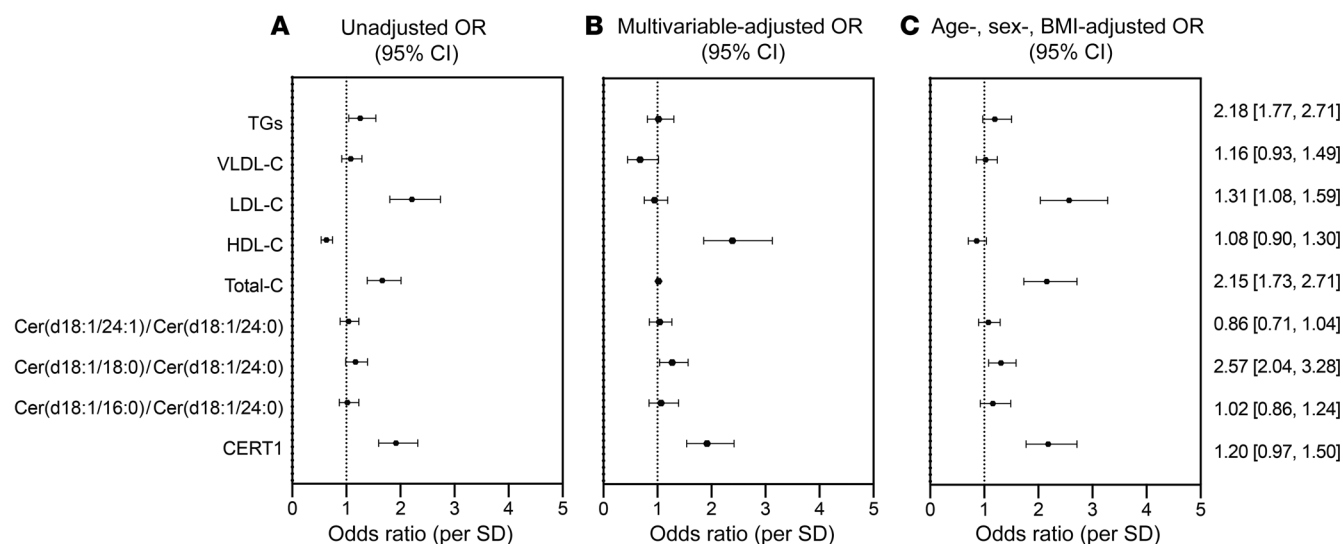 A
Unadjusted OR
(95% CI)
B
Multivariable-adjusted OR
(95% CI)
C
Age-, sex-, BMI-adjusted OR
(95% CI)
TGs
VLDL-C
LDL-C
HDL-C
Total-C
Cer(d18:1/24:1)/Cer(d18:1/24:0)
Cer(d18:1/18:0)/Cer(d18:1/24:0)
Cer(d18:1/16:0)/Cer(d18:1/24:0)
CERT1
0 1 2 3 4 5
Odds ratio (per SD)
0 1 2 3 4 5
Odds ratio (per SD)
0 1 2 3 4 5
Odds ratio (per SD)
2.18 [1.77, 2.71]
1.16 [0.93, 1.49]
1.31 [1.08, 1.59]
1.08 [0.90, 1.30]
2.15 [1.73, 2.71]
0.86 [0.71, 1.04]
2.57 [2.04, 3.28]
1.02 [0.86, 1.24]
1.20 [0.97, 1.50]